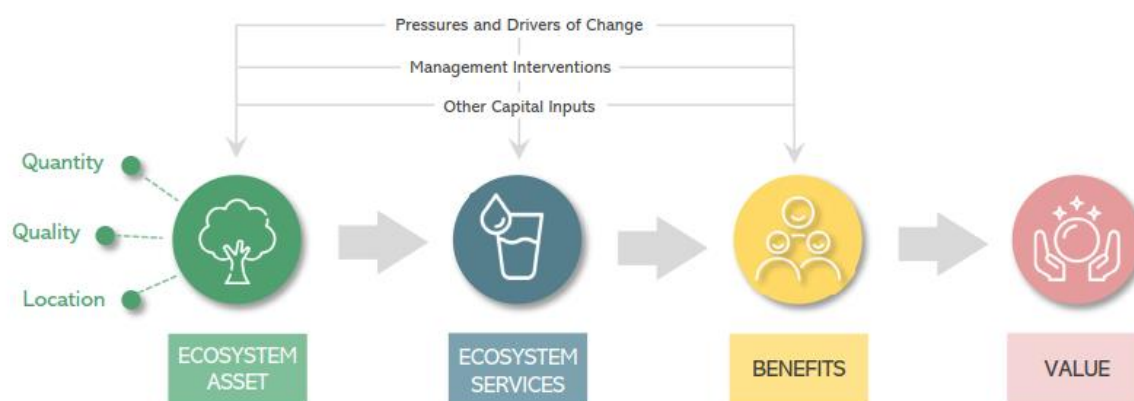 Pressures and Drivers of Change
Management Interventions
Other Capital Inputs
Quantity
Quality
Location
ECOSYSTEM
ASSET
ECOSYSTEM
SERVICES
BENEFITS
VALUE